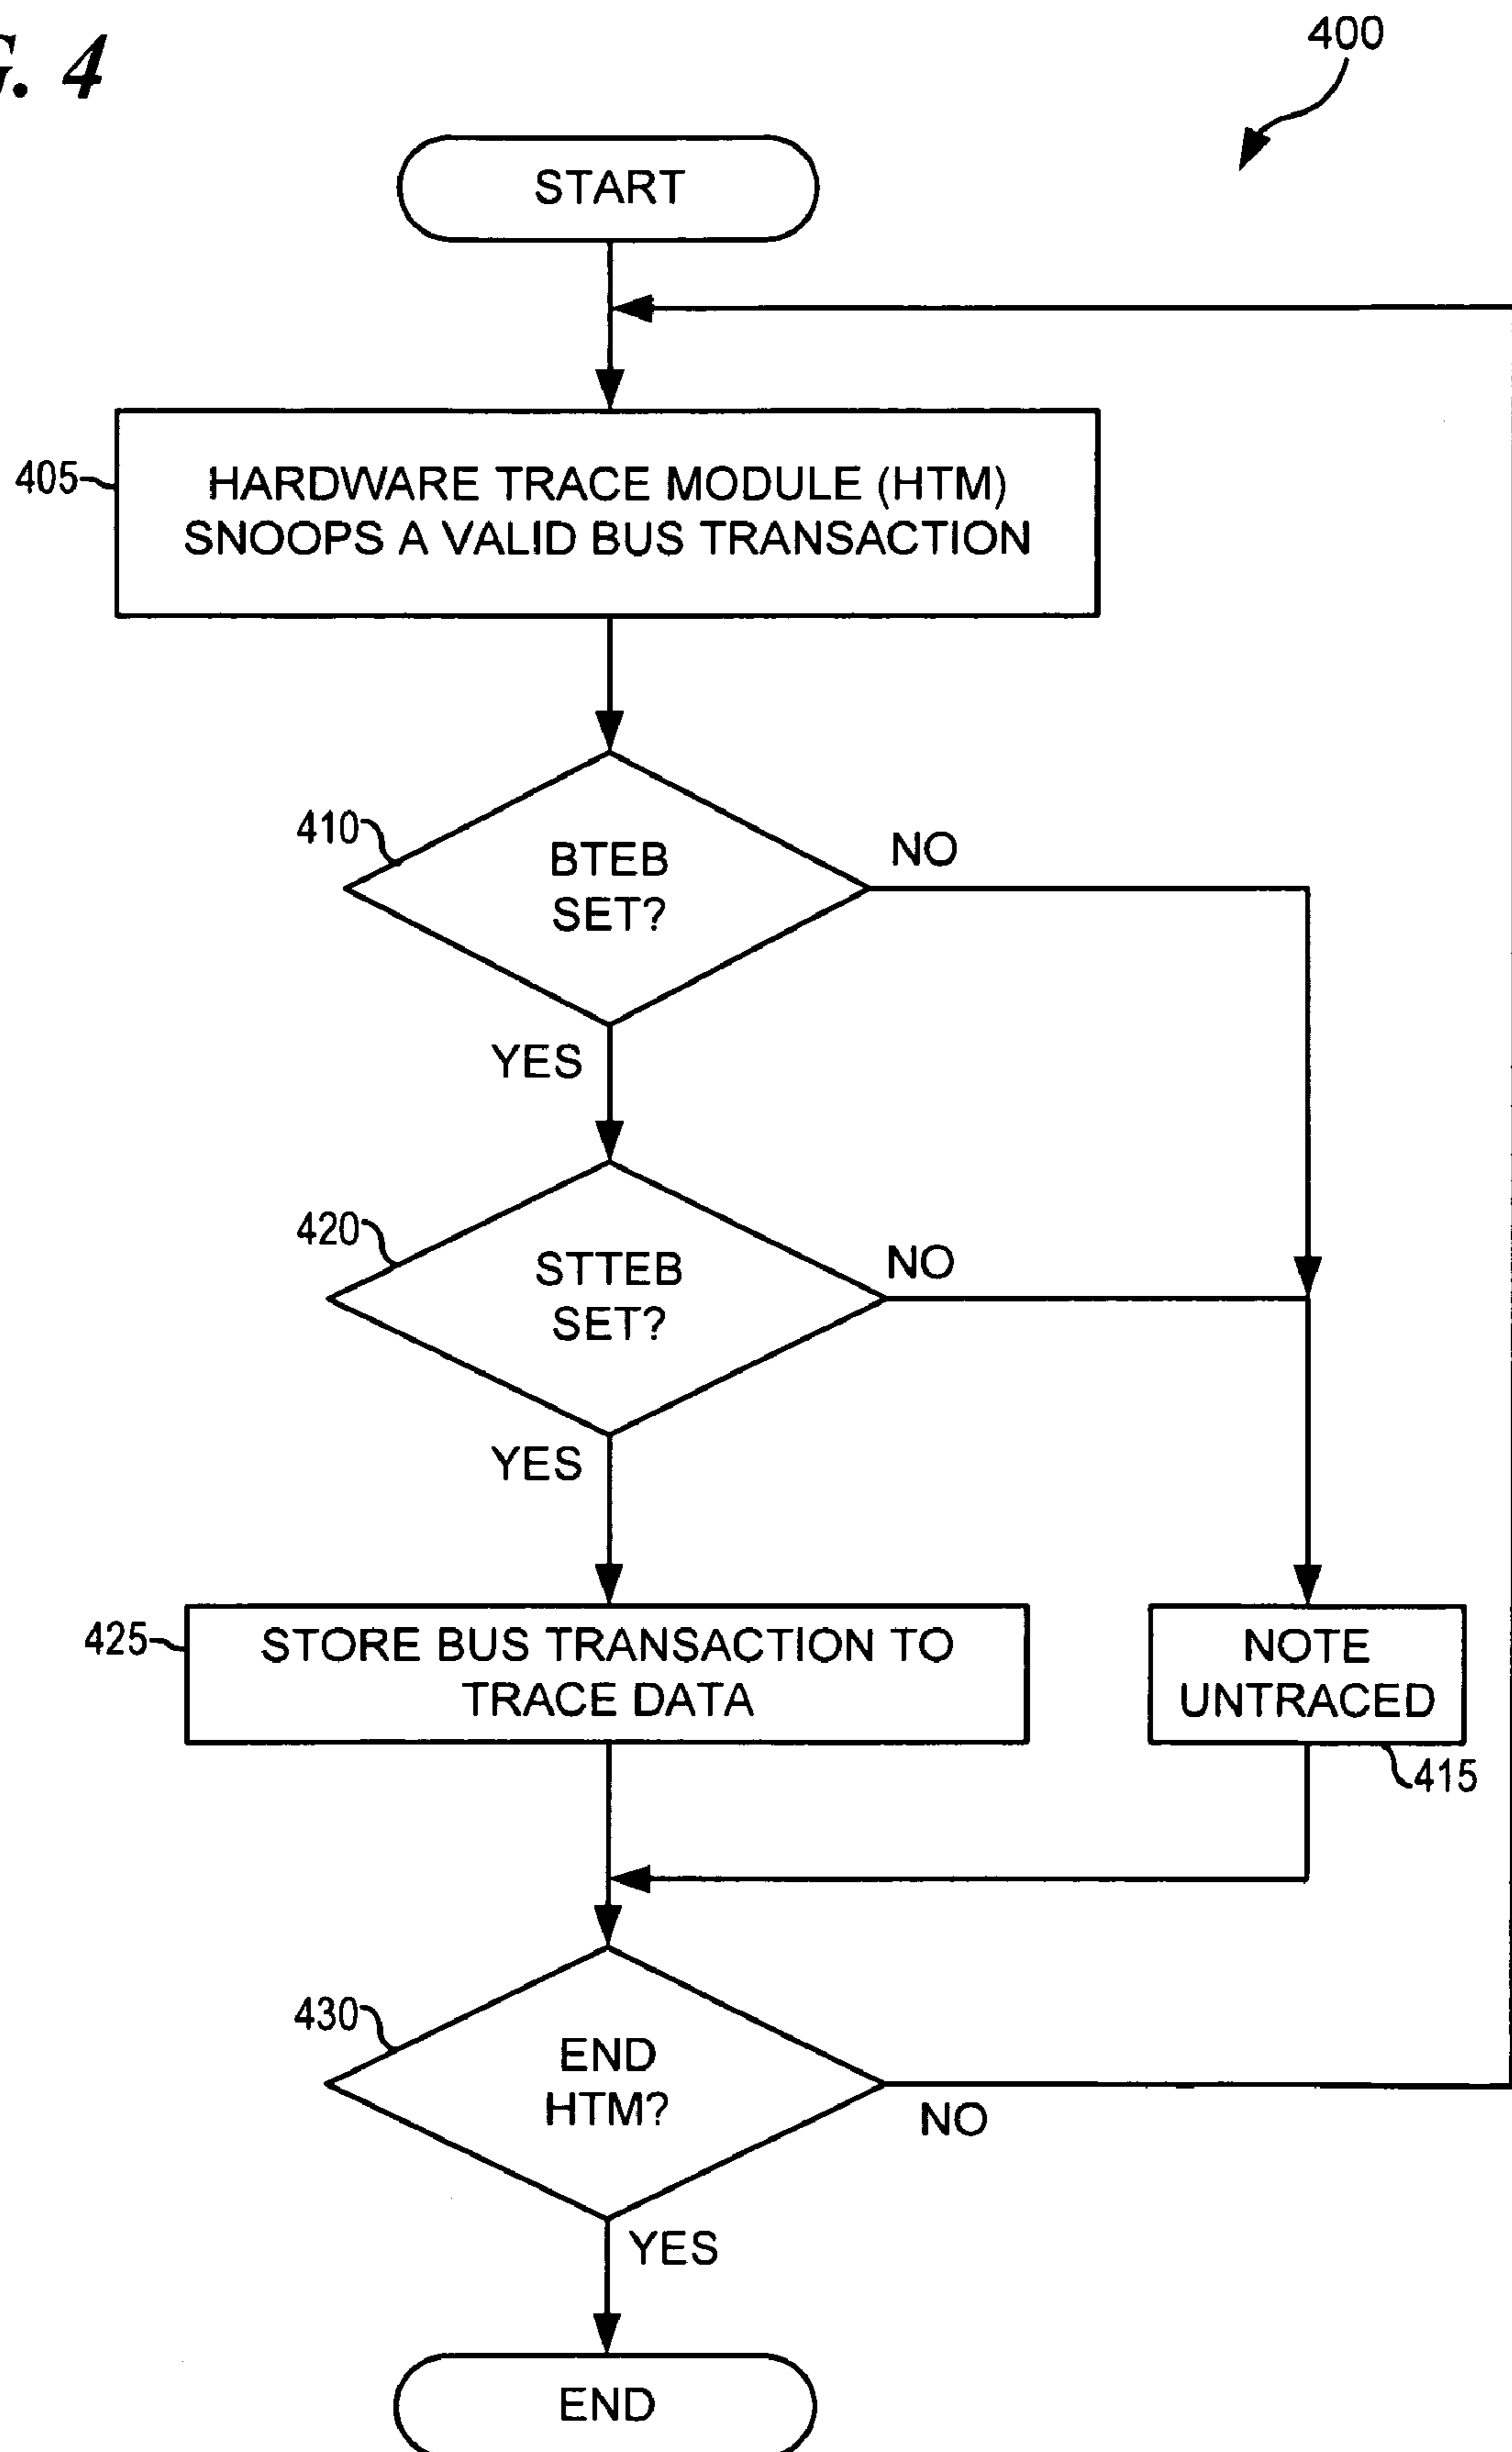 G. 4
400
START
405
HARDWARE TRACE MODULE (HTM)
SNOOPS A VALID BUS TRANSACTION
410
BTEB
SET?
NO
YES
420
STTEB
SET?
NO
YES
425
STORE BUS TRANSACTION TO
TRACE DATA
NOTE
UNTRACED
415
430
END
HTM?
NO
YES
END